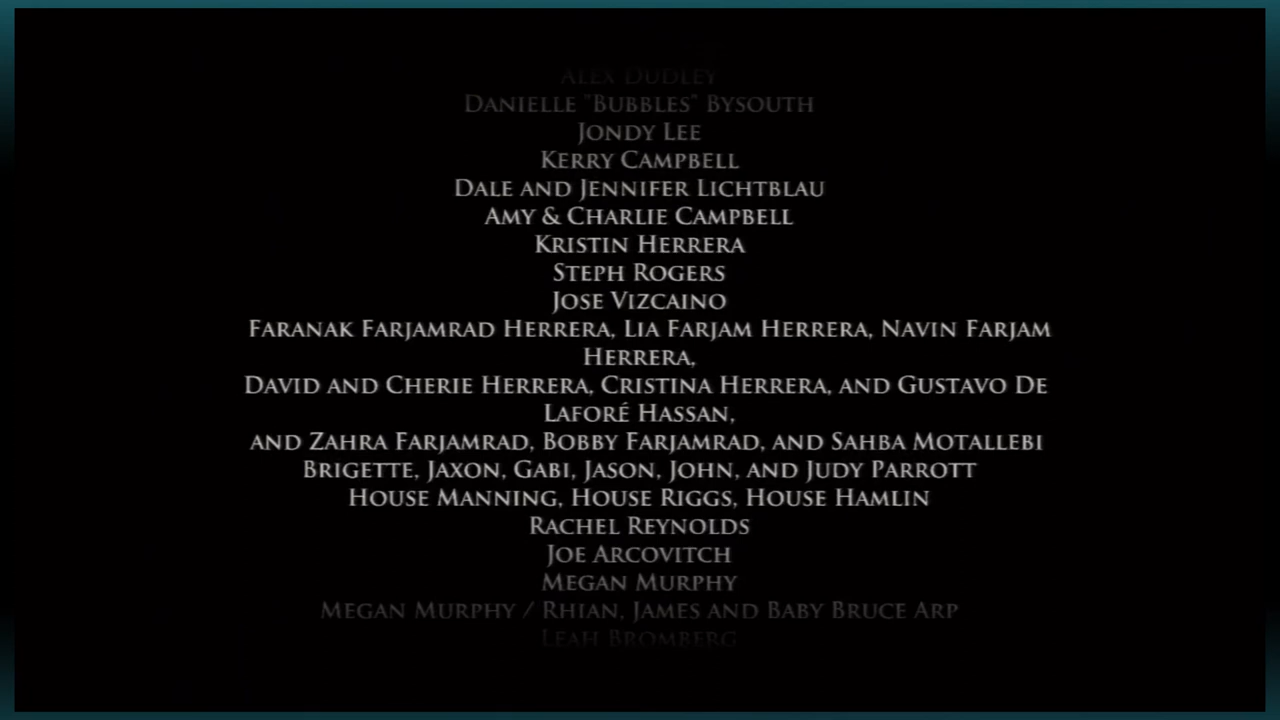 Alex Dudley
Danielle "Bubbles" Bysouth
Jondy Lee
Kerry Campbell
Dale and Jennifer Lichtblau
Amy & Charlie Campbell
Kristin Herrera
Steph Rogers
Jose Vizcaino
Faranak Farjamrad Herrera, Lia Farjam Herrera, Navin Farjam
Herrera,
David and Cherie Herrera, Cristina Herrera, and Gustavo De
Laforé Hassan,
and Zahra Farjamrad, Bobby Farjamrad, and Sahba Motallebi
Brigette, Jaxon, Gabi, Jason, John, and Judy Parrott
House Manning, House Riggs, House Hamlin
Rachel Reynolds
Joe Arcovitch
Megan Murphy
Megan Murphy / Rhian, James and Baby Bruce Arp
Leah Bromberg